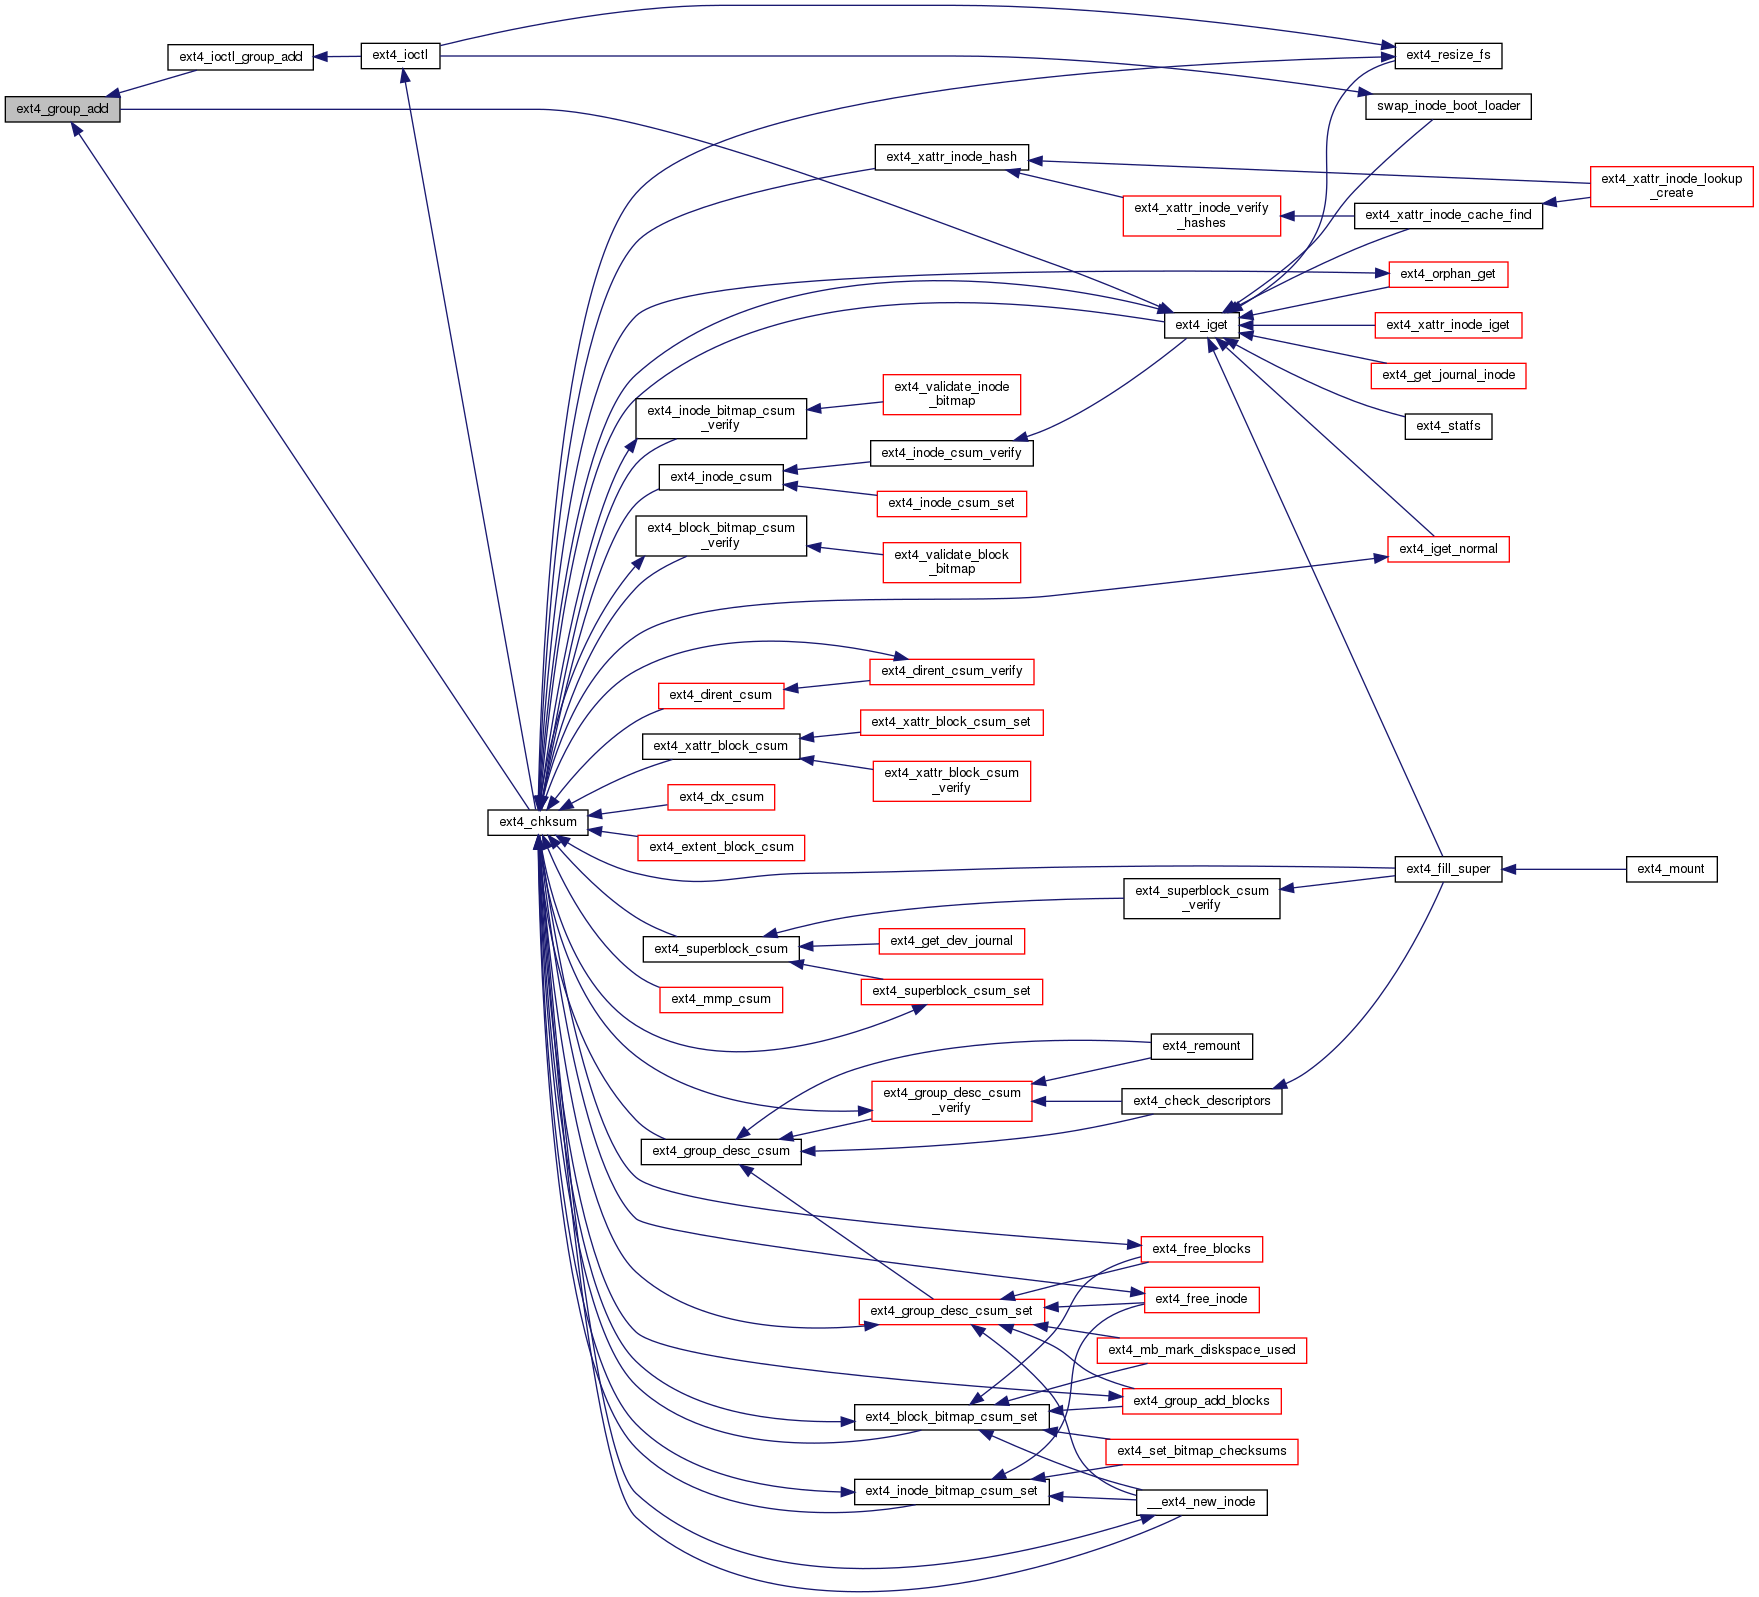 ext4_ioctl_group_add
ext4_ioctl
ext4_resize_fs
ext4_group_add
swap_inode_boot_loader
ext4_xattr_inode_hash
ext4_xattr_inode_lookup
_create
ext4_xattr_inode_verify
_hashes
ext4_xattr_inode_cache_find
ext4_orphan_get
ext4_iget
ext4_xattr_inode_iget
ext4_get_journal_inode
ext4_validate_inode
_bitmap
ext4_inode_bitmap_csum
_verify
ext4_statfs
ext4_inode_csum_verify
ext4_inode_csum
ext4_inode_csum_set
ext4_block_bitmap_csum
_verify
ext4_validate_block
_bitmap
ext4_iget_normal
ext4_dirent_csum_verify
ext4_dirent_csum
ext4_xattr_block_csum_set
ext4_xattr_block_csum
ext4_xattr_block_csum
_verify
ext4_dx_csum
ext4_chksum
ext4_extent_block_csum
ext4_fill_super
ext4_mount
ext4_superblock_csum
_verify
ext4_superblock_csum
ext4_get_dev_journal
ext4_mmp_csum
ext4_superblock_csum_set
ext4_remount
ext4_group_desc_csum
_verify
ext4_check_descriptors
ext4_group_desc_csum
ext4_free_blocks
ext4_free_inode
ext4_group_desc_csum_set
ext4_mb_mark_diskspace_used
ext4_group_add_blocks
ext4_block_bitmap_csum_set
ext4_set_bitmap_checksums
ext4_inode_bitmap_csum_set
__ext4_new_inode